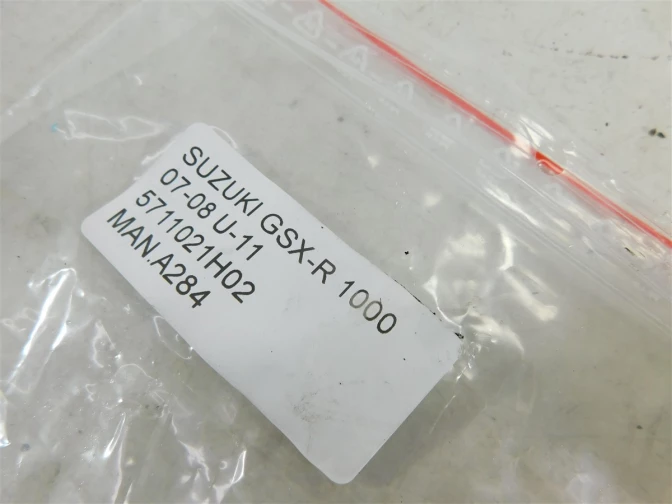 SUZUKI GSX-R 1000
07-08 U-11
5711021H02
MAN.A284